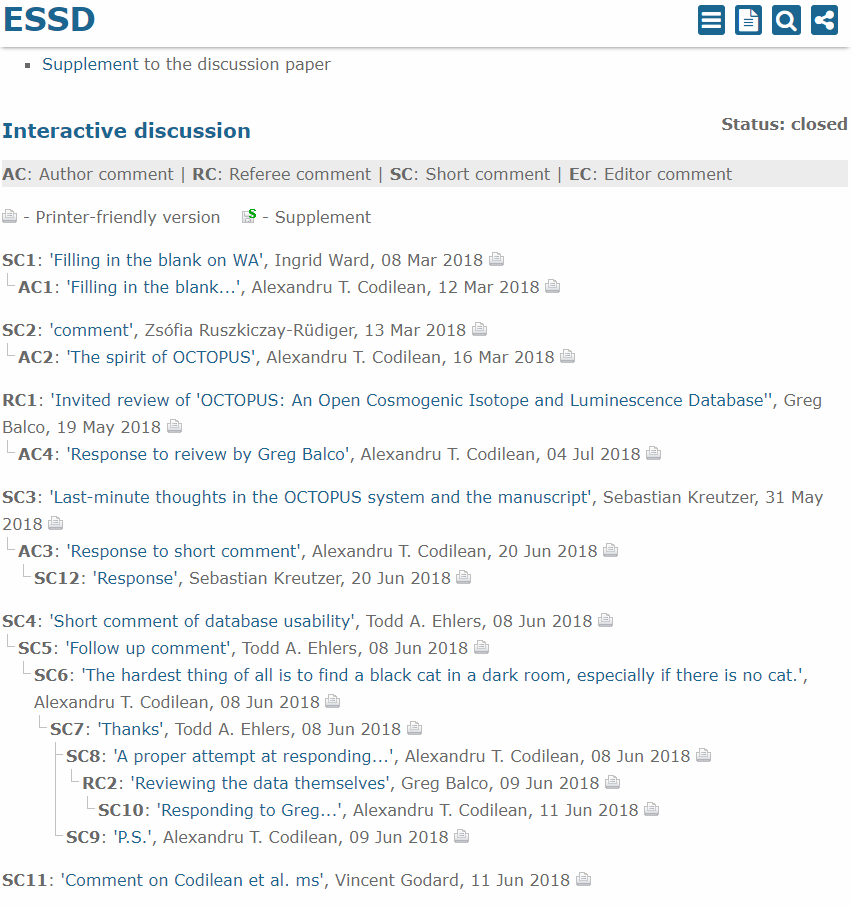 ESSD
Supplement to the discussion paper
Interactive discussion
Status: closed
AC: Author comment | RC: Referee comment | SC: Short comment | EC: Editor comment
- Printer-friendly version S - Supplement
SC1: 'Filling in the blank on WA', Ingrid Ward, 08 Mar 2018
AC1: 'Filling in the blank...', Alexandru T. Codilean, 12 Mar 2018
SC2: 'comment', Zsófia Ruszkiczay-Rüdiger, 13 Mar 2018
AC2: 'The spirit of OCTOPUS', Alexandru T. Codilean, 16 Mar 2018
RC1: 'Invited review of 'OCTOPUS: An Open Cosmogenic Isotope and Luminescence Database'', Greg
Balco, 19 May 2018
AC4: 'Response to reivew by Greg Balco', Alexandru T. Codilean, 04 Jul 2018
SC3: 'Last-minute thoughts in the OCTOPUS system and the manuscript', Sebastian Kreutzer, 31 May
2018
AC3: 'Response to short comment', Alexandru T. Codilean, 20 Jun 2018
SC12: 'Response', Sebastian Kreutzer, 20 Jun 2018
SC4: 'Short comment of database usability', Todd A. Ehlers, 08 Jun 2018
SC5: 'Follow up comment', Todd A. Ehlers, 08 Jun 2018
SC6: 'The hardest thing of all is to find a black cat in a dark room, especially if there is no cat.',
Alexandru T. Codilean, 08 Jun 2018
SC7: 'Thanks', Todd A. Ehlers, 08 Jun 2018
SC8: 'A proper attempt at responding...', Alexandru T. Codilean, 08 Jun 2018
RC2: 'Reviewing the data themselves', Greg Balco, 09 Jun 2018
SC10: 'Responding to Greg...', Alexandru T. Codilean, 11 Jun 2018
SC9: 'P.S.', Alexandru T. Codilean, 09 Jun 2018
SC11: 'Comment on Codilean et al. ms', Vincent Godard, 11 Jun 2018